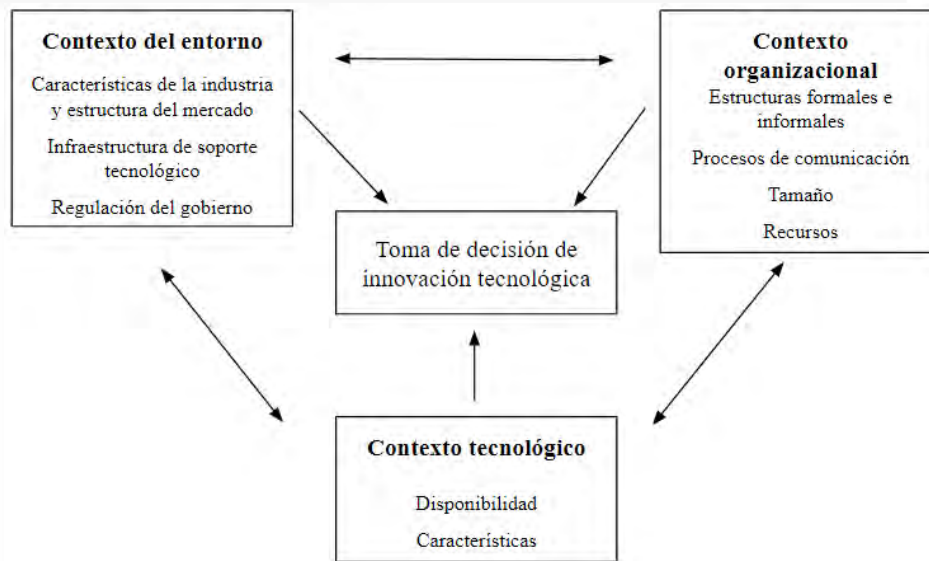 Contexto del entorno
Características de la industria
y estructura del mercado
Infraestructura de soporte
tecnológico
Regulación del gobierno
Contexto
organizacional
Estructuras formales e
informales
Procesos de comunicación
Tamaño
Recursos
Toma de decisión de
innovación tecnológica
Contexto tecnológico
Disponibilidad
Características